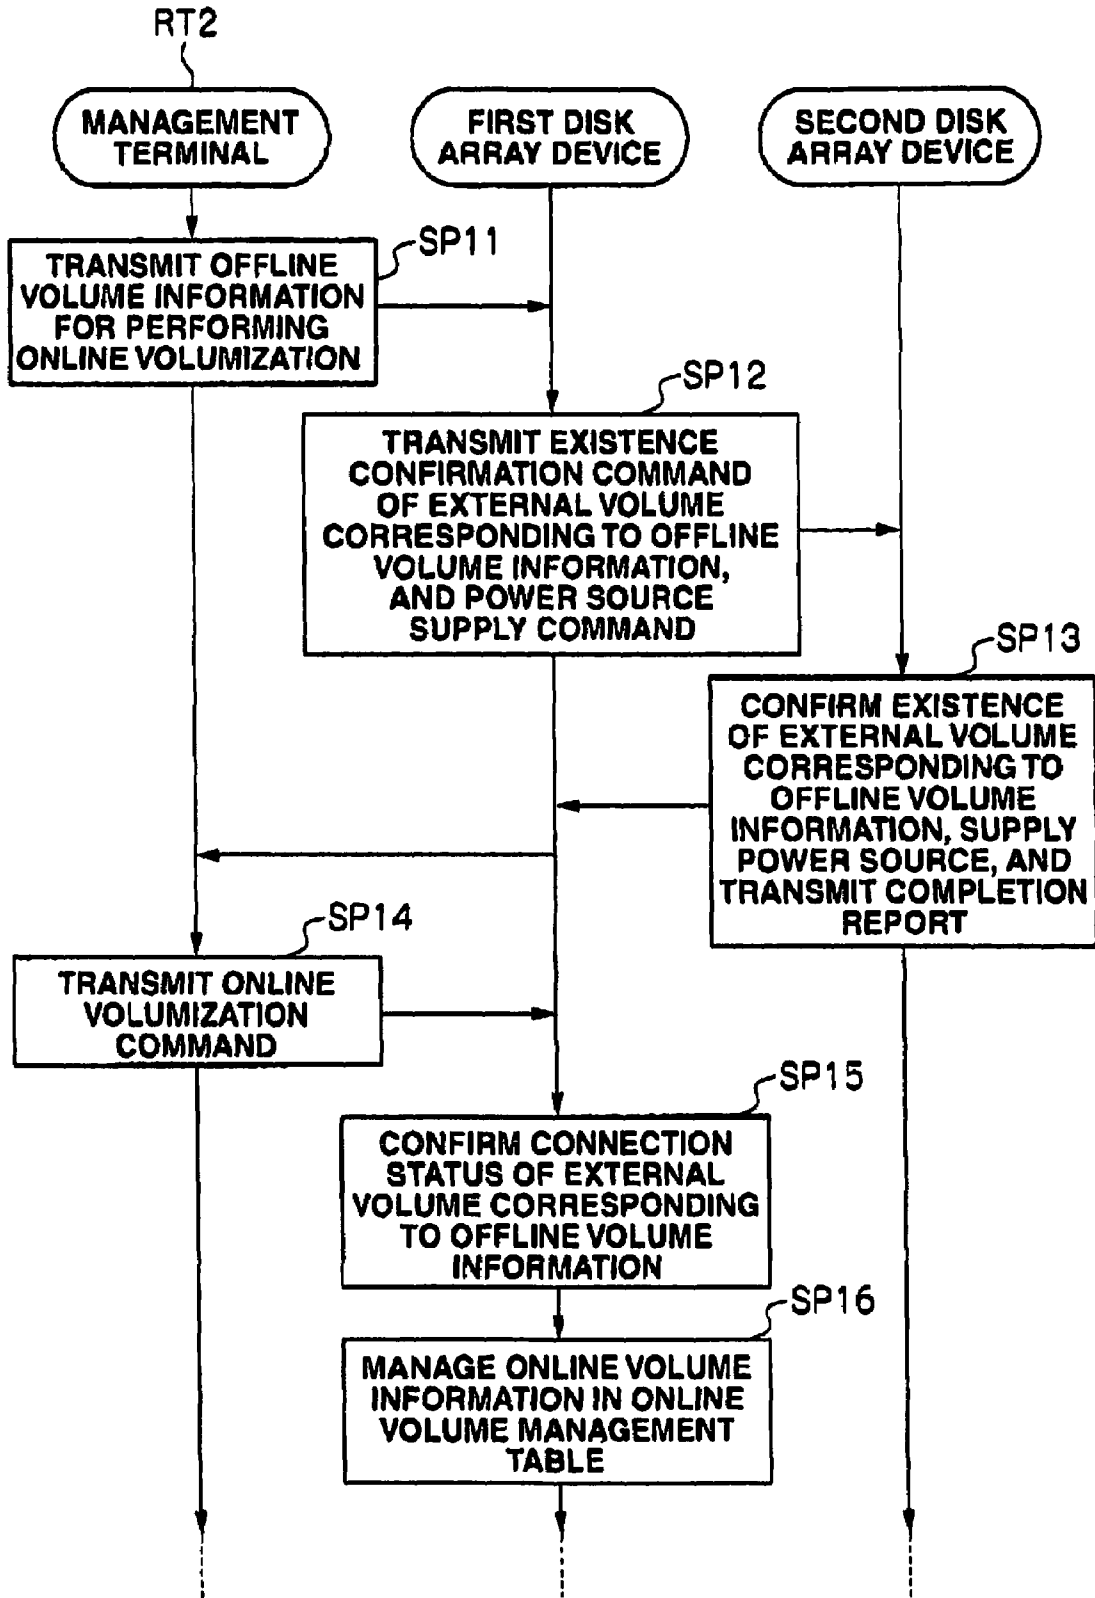 RT2
MANAGEMENT
TERMINAL
FIRST DISK
ARRAY DEVICE
SECOND DISK
ARRAY DEVICE
SP11
TRANSMIT OFFLINE
VOLUME INFORMATION
FOR PERFORMING
ONLINE VOLUMIZATION
SP12
TRANSMIT EXISTENCE
CONFIRMATION COMMAND
OF EXTERNAL VOLUME
CORRESPONDING TO OFFLINE
VOLUME INFORMATION,
AND POWER SOURCE
SUPPLY COMMAND
SP13
CONFIRM EXISTENCE
OF EXTERNAL VOLUME
CORRESPONDING TO
OFFLINE VOLUME
INFORMATION, SUPPLY
POWER SOURCE, AND
TRANSMIT COMPLETION
REPORT
SP14
TRANSMIT ONLINE
VOLUMIZATION
COMMAND
SP15
CONFIRM CONNECTION
STATUS OF EXTERNAL
VOLUME CORRESPONDING
TO OFFLINE VOLUME
INFORMATION
SP16
MANAGE ONLINE VOLUME
INFORMATION IN ONLINE
VOLUME MANAGEMENT
TABLE